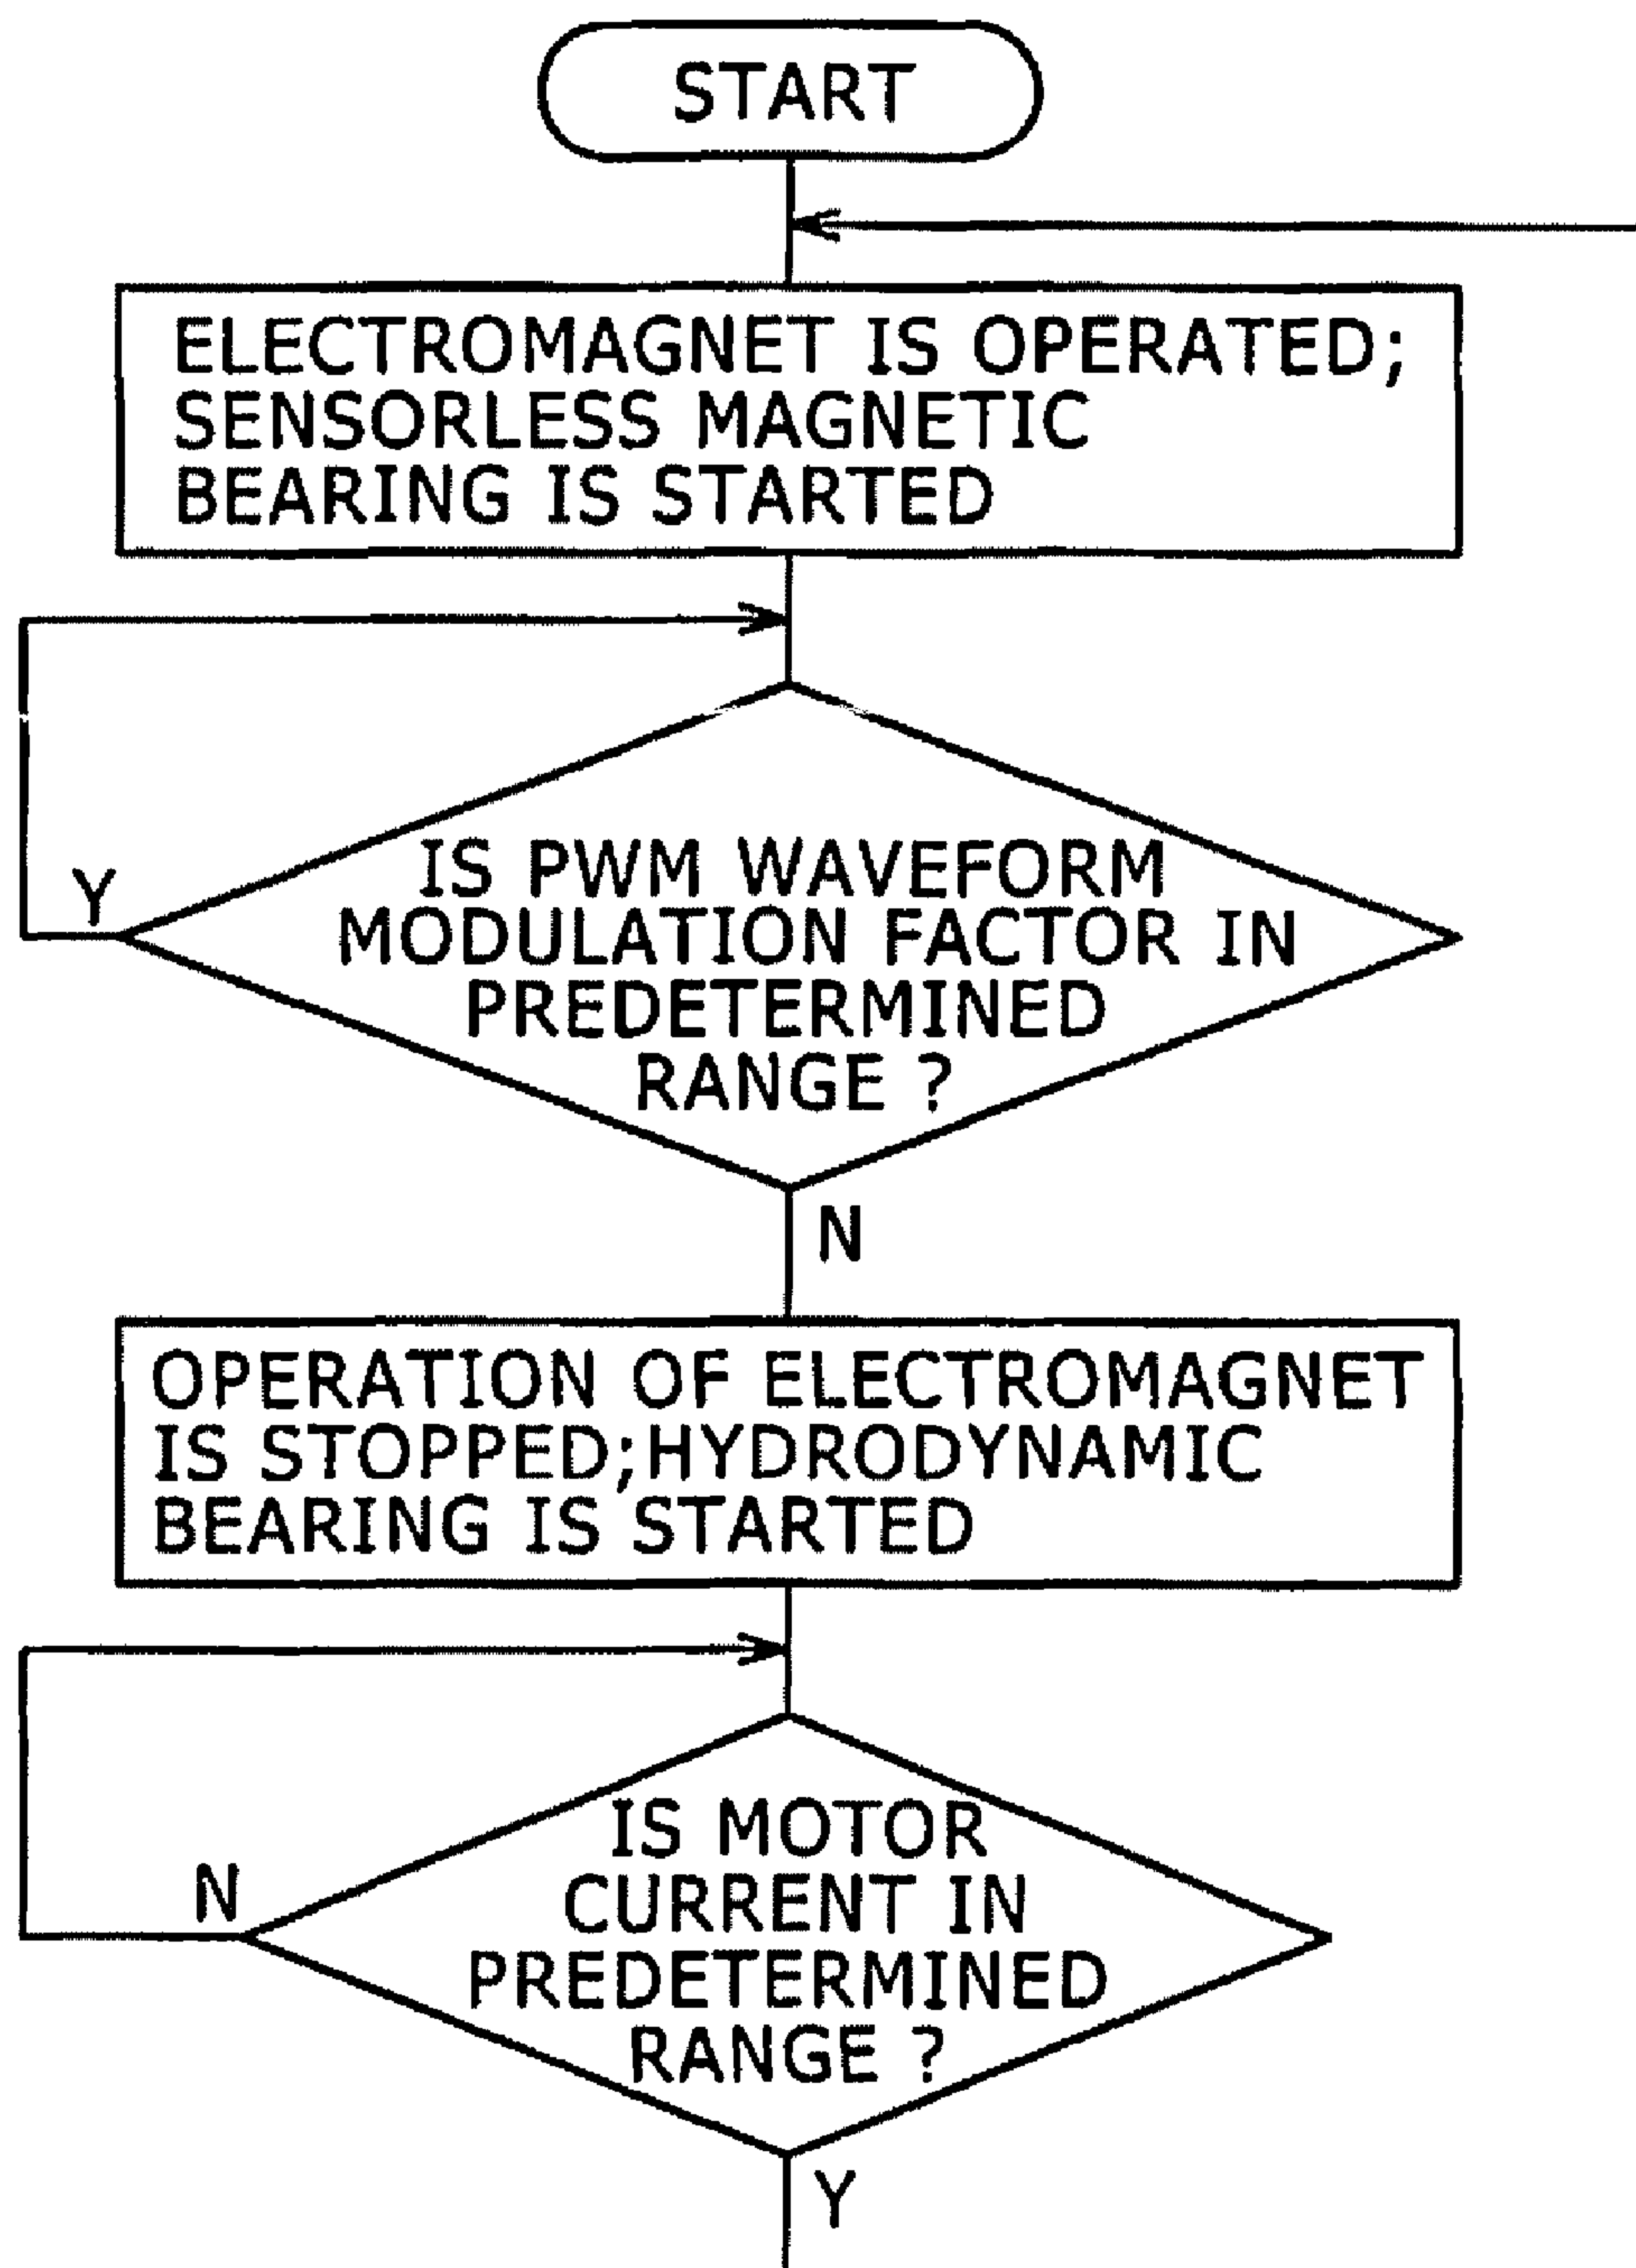 START
ELECTROMAGNET IS OPERATED;
SENSORLESS MAGNETIC
BEARING IS STARTED
Y
IS PWM WAVEFORM
MODULATION FACTOR IN
PREDETERMINED
RANGE ?
N
OPERATION OF ELECTROMAGNET
IS STOPPED;HYDRODYNAMIC
BEARING IS STARTED
N
IS MOTOR
CURRENT IN
PREDETERMINED
RANGE ?
Y